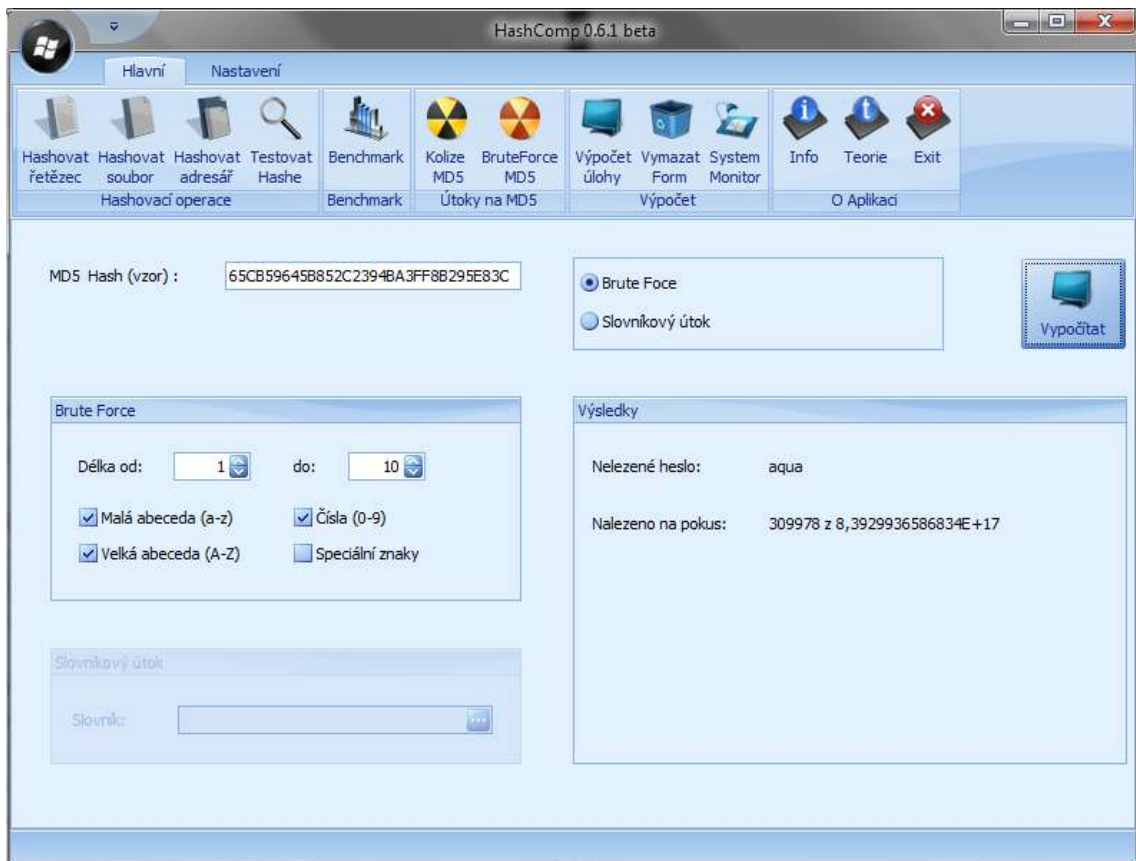 HashComp 0.6.1 beta
Hlavní Nastavení
Hashovat řetězec
Hashovat soubor
Hashovat adresář
Testovat Hashe
Benchmark
Kolize MD5
BruteForce MD5
Výpočet úlohy
Vymazat Form
System Monitor
Info
Teorie
Exit
Hashovací operace
Benchmark
Útoky na MD5
Výpočet
O Aplikaci
MD5 Hash (vzor) : 65CB59645B852C2394BA3FF8B295E83C
Brute Foce
Slovníkový útok
Vypočítat
Brute Force
Délka od: 1 do: 10
Malá abeceda (a-z) Čísla (0-9)
Velká abeceda (A-Z) Speciální znaky
Slovníkový útok
Slovník:
Výsledky
Nelezené heslo: aqua
Nalezeno na pokus: 309978 z 8,3929936586834E+17